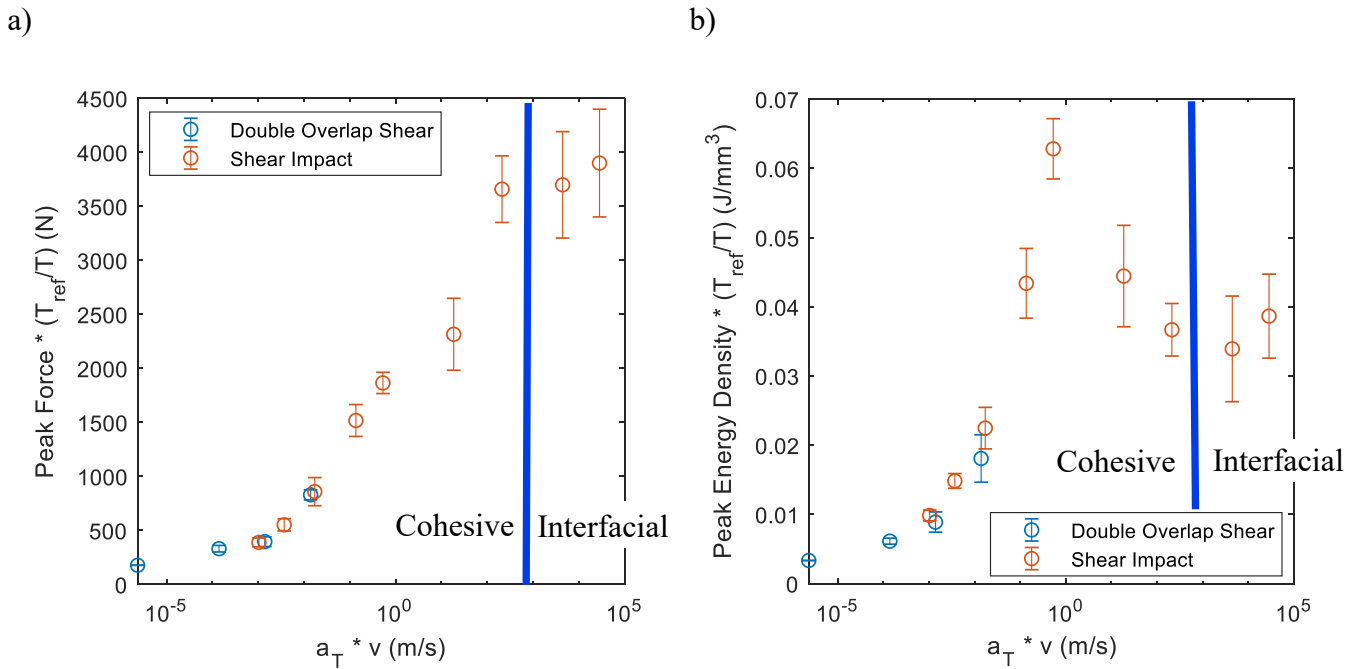 a)
4500
4000
3500
3000
2500
2000
1500
1000
500
0
Peak Force * (T_ref/T) (N)
Double Overlap Shear
Shear Impact
Cohesive
Interfacial
10^-5
10^0
10^5
a_T * v (m/s)
b)
0.07
0.06
0.05
0.04
0.03
0.02
0.01
0
Peak Energy Density * (T_ref/T) (J/mm^3)
Cohesive
Interfacial
Double Overlap Shear
Shear Impact
10^-5
10^0
10^5
a_T * v (m/s)